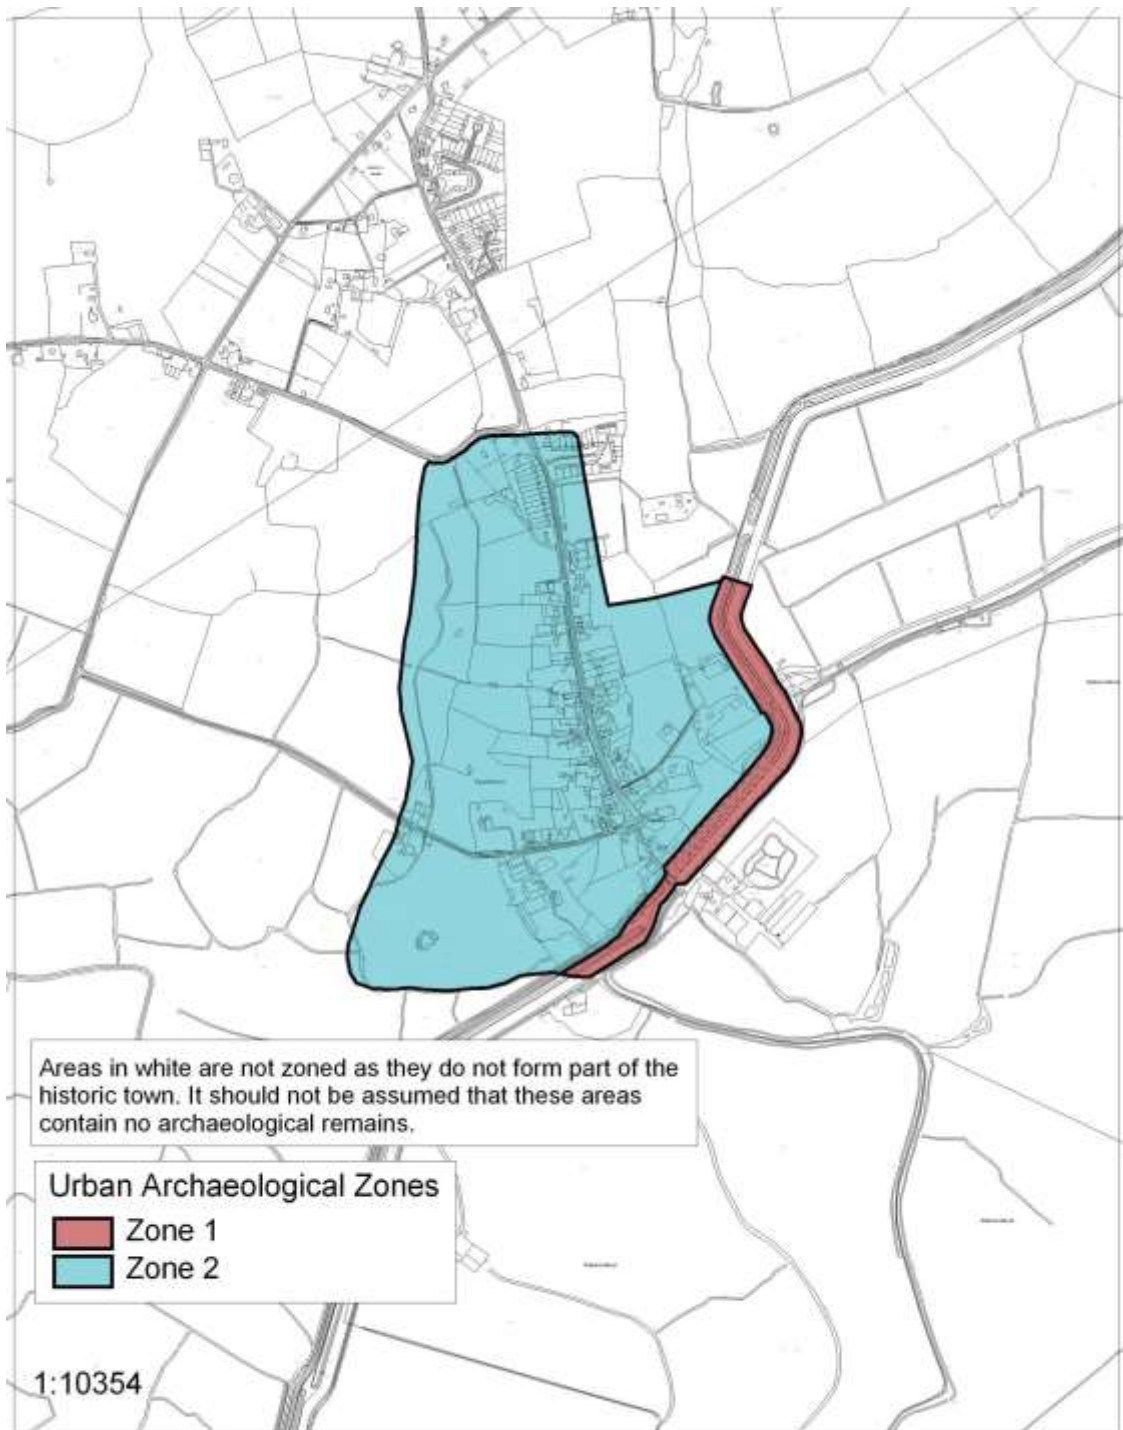 Areas in white are not zoned as they do not form part of the
historic town. It should not be assumed that these areas
contain no archaeological remains.
Urban Archaeological Zones
Zone 1
Zone 2
1:10354